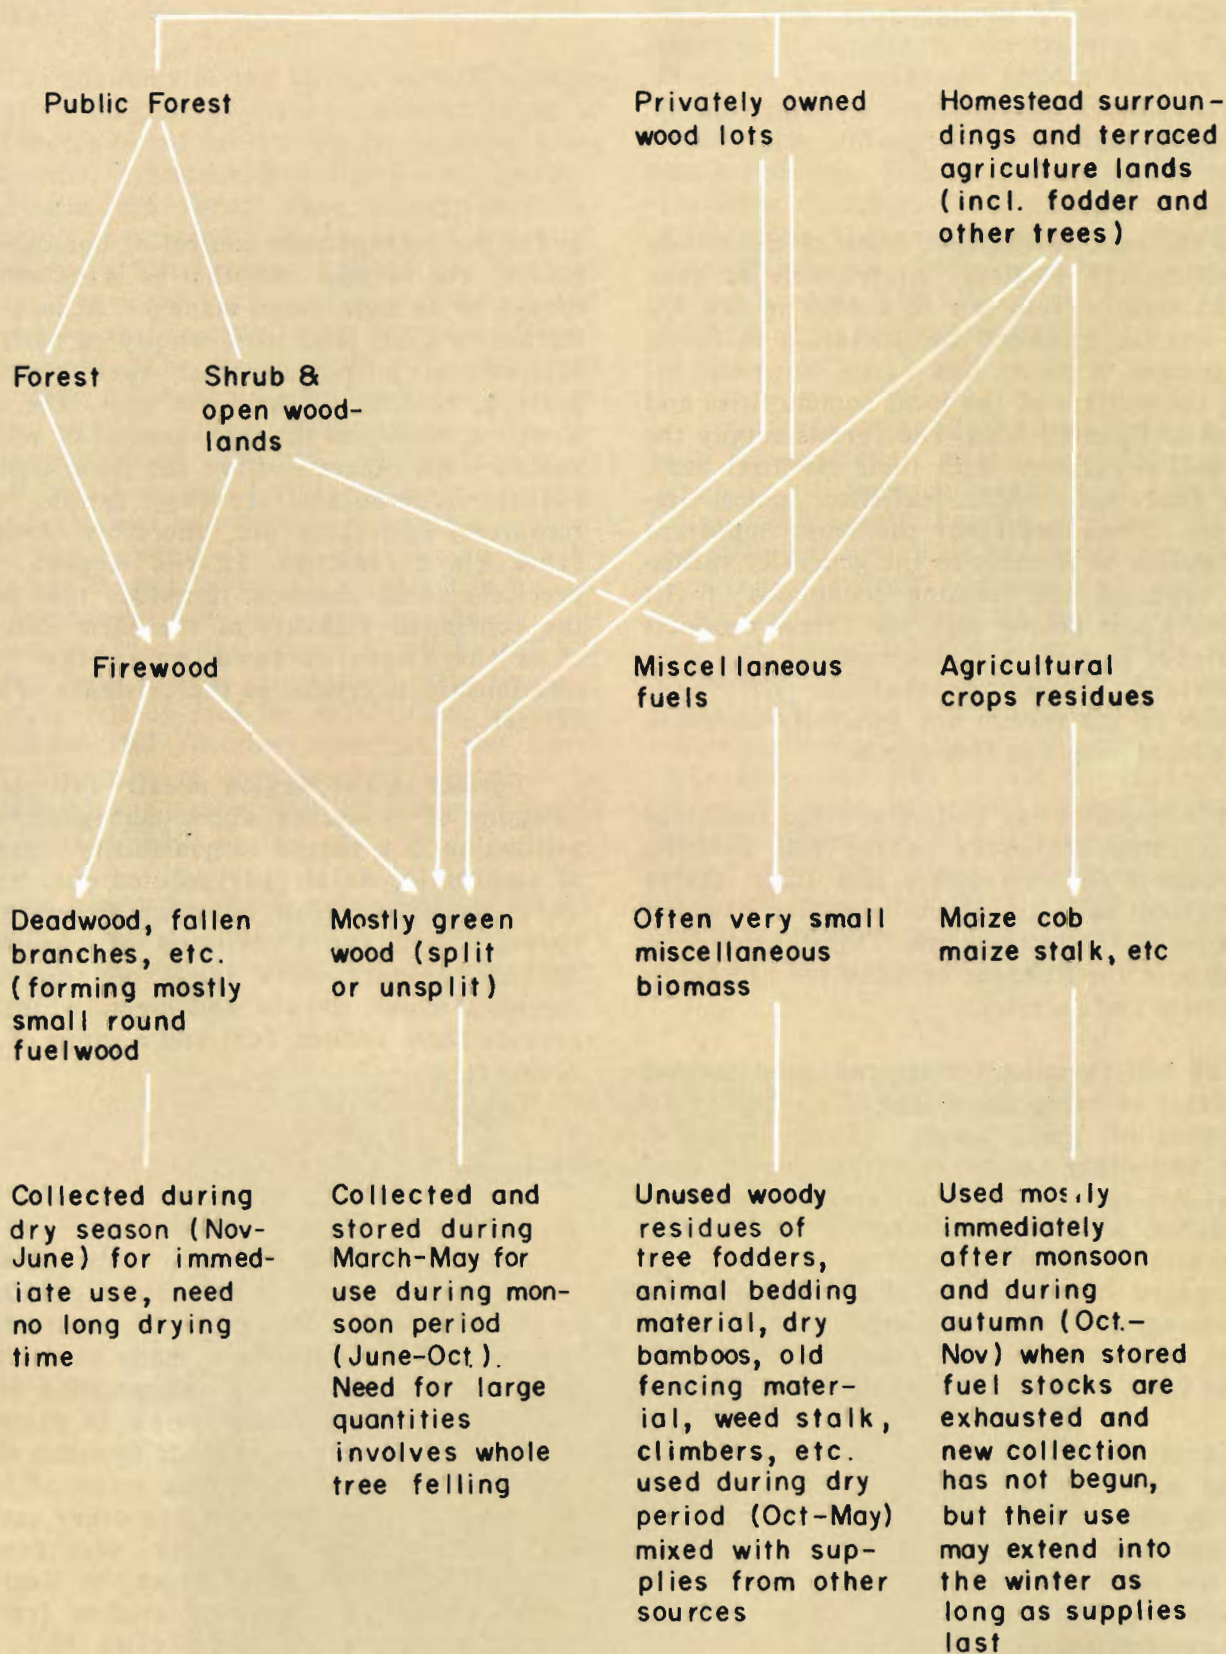 Public Forest
Privately owned
wood lots
Homestead surroun-
dings and terraced
agriculture lands
(incl. fodder and
other trees)
Forest
Shrub &
open wood-
lands
Firewood
Miscellaneous
fuels
Agricultural
crops residues
Deadwood, fallen
branches, etc.
(forming mostly
small round
fuelwood
Mostly green
wood (split
or unsplit)
Often very small
miscellaneous
biomass
Maize cob
maize stalk, etc
Collected during
dry season (Nov-
June) for immed-
iate use, need
no long drying
time
Collected and
stored during
March-May for
use during mon-
soon period
(June-Oct.).
Need for large
quantities
involves whole
tree felling
Unused woody
residues of
tree fodders,
animal bedding
material, dry
bamboos, old
fencing mater-
ial, weed stalk,
climbers, etc.
used during dry
period (Oct-May)
mixed with sup-
plies from other
sources
Used mostly
immediately
after monsoon
and during
autumn (Oct.-
Nov) when stored
fuel stocks are
exhausted and
new collection
has not begun,
but their use
may extend into
the winter as
long as supplies
last